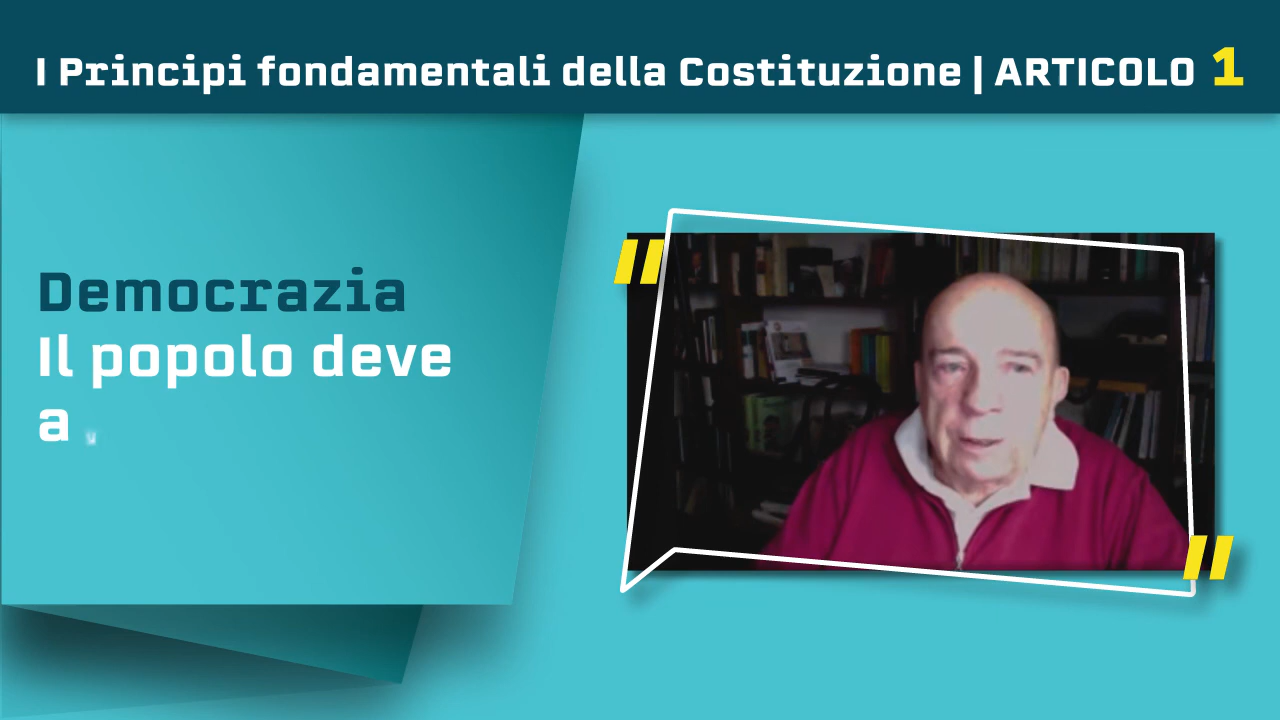 I Principi fondamentali della Costituzione | ARTICOLO 1
Democrazia
Il popolo deve
a